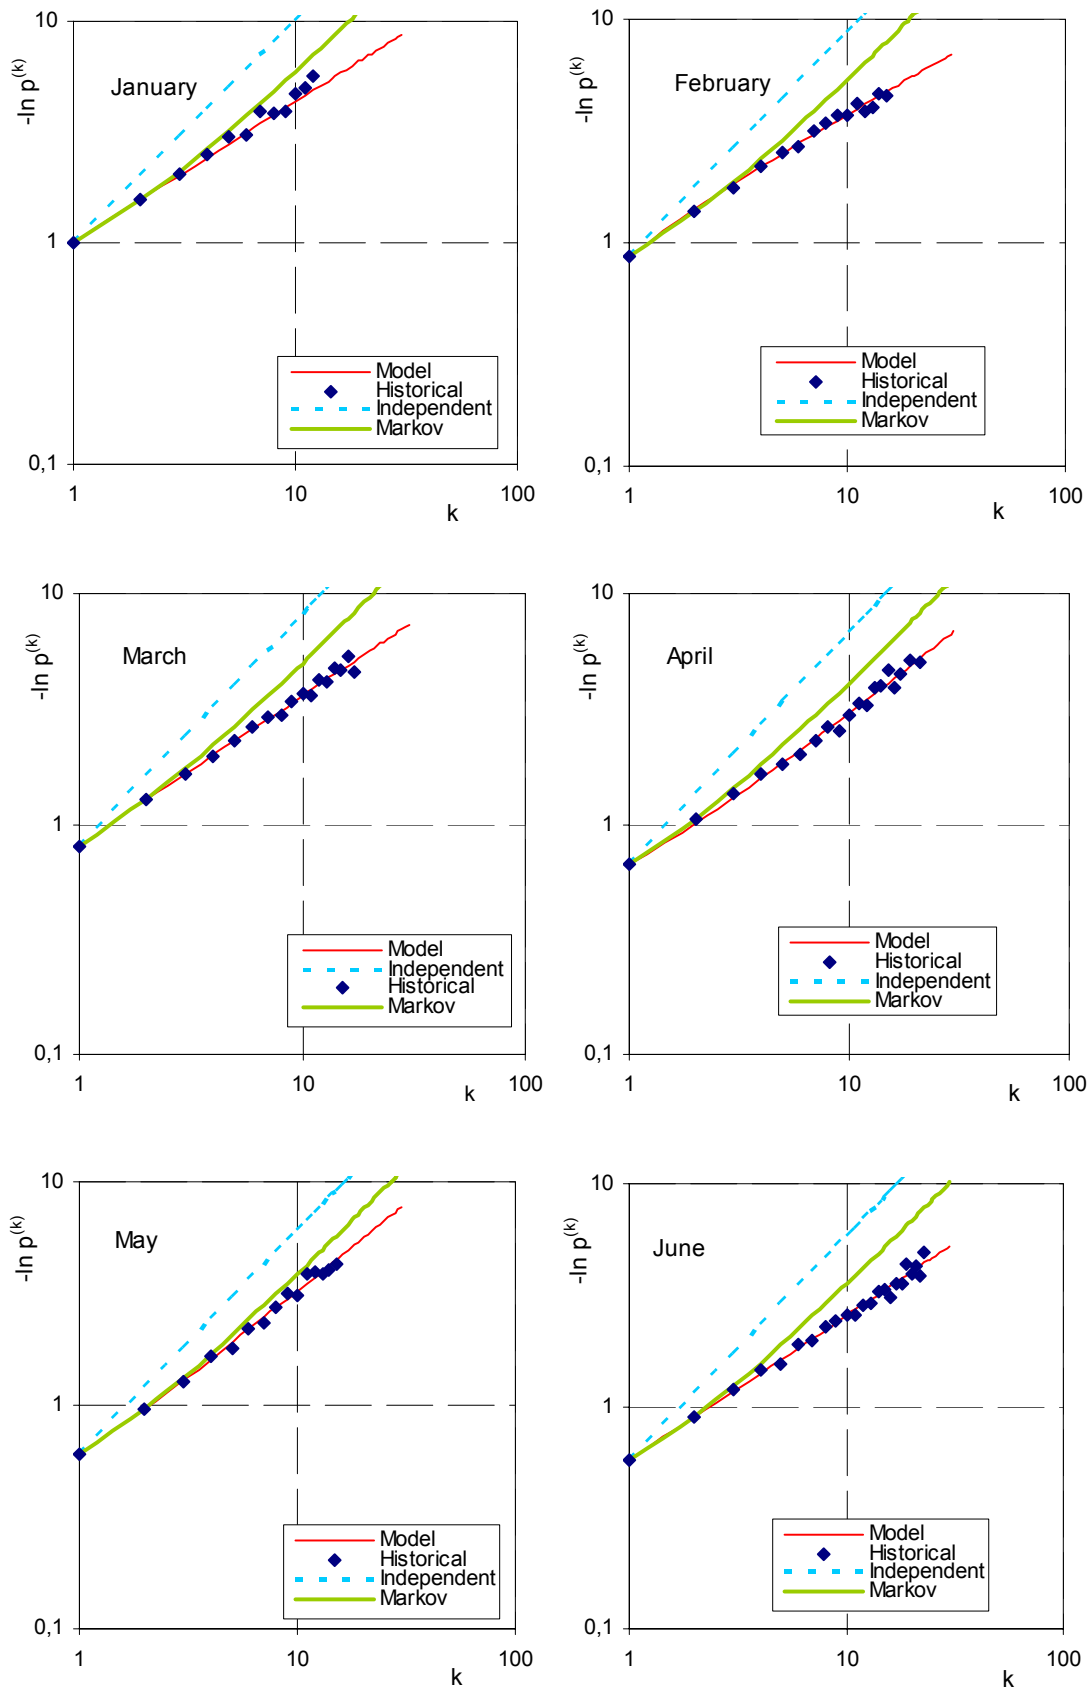 -ln p(k)
10
January
1
0,1
1
10
100
k
Model
Historical
Independent
Markov
-ln p(k)
10
February
1
0,1
1
10
100
k
Model
Historical
Independent
Markov
-ln p(k)
10
March
1
0,1
1
10
100
k
Model
Independent
Historical
Markov
-ln p(k)
10
April
1
0,1
1
10
100
k
Model
Historical
Independent
Markov
-ln p(k)
10
May
1
0,1
1
10
100
k
Model
Historical
Independent
Markov
-ln p(k)
10
June
1
0,1
1
10
100
k
Model
Historical
Independent
Markov